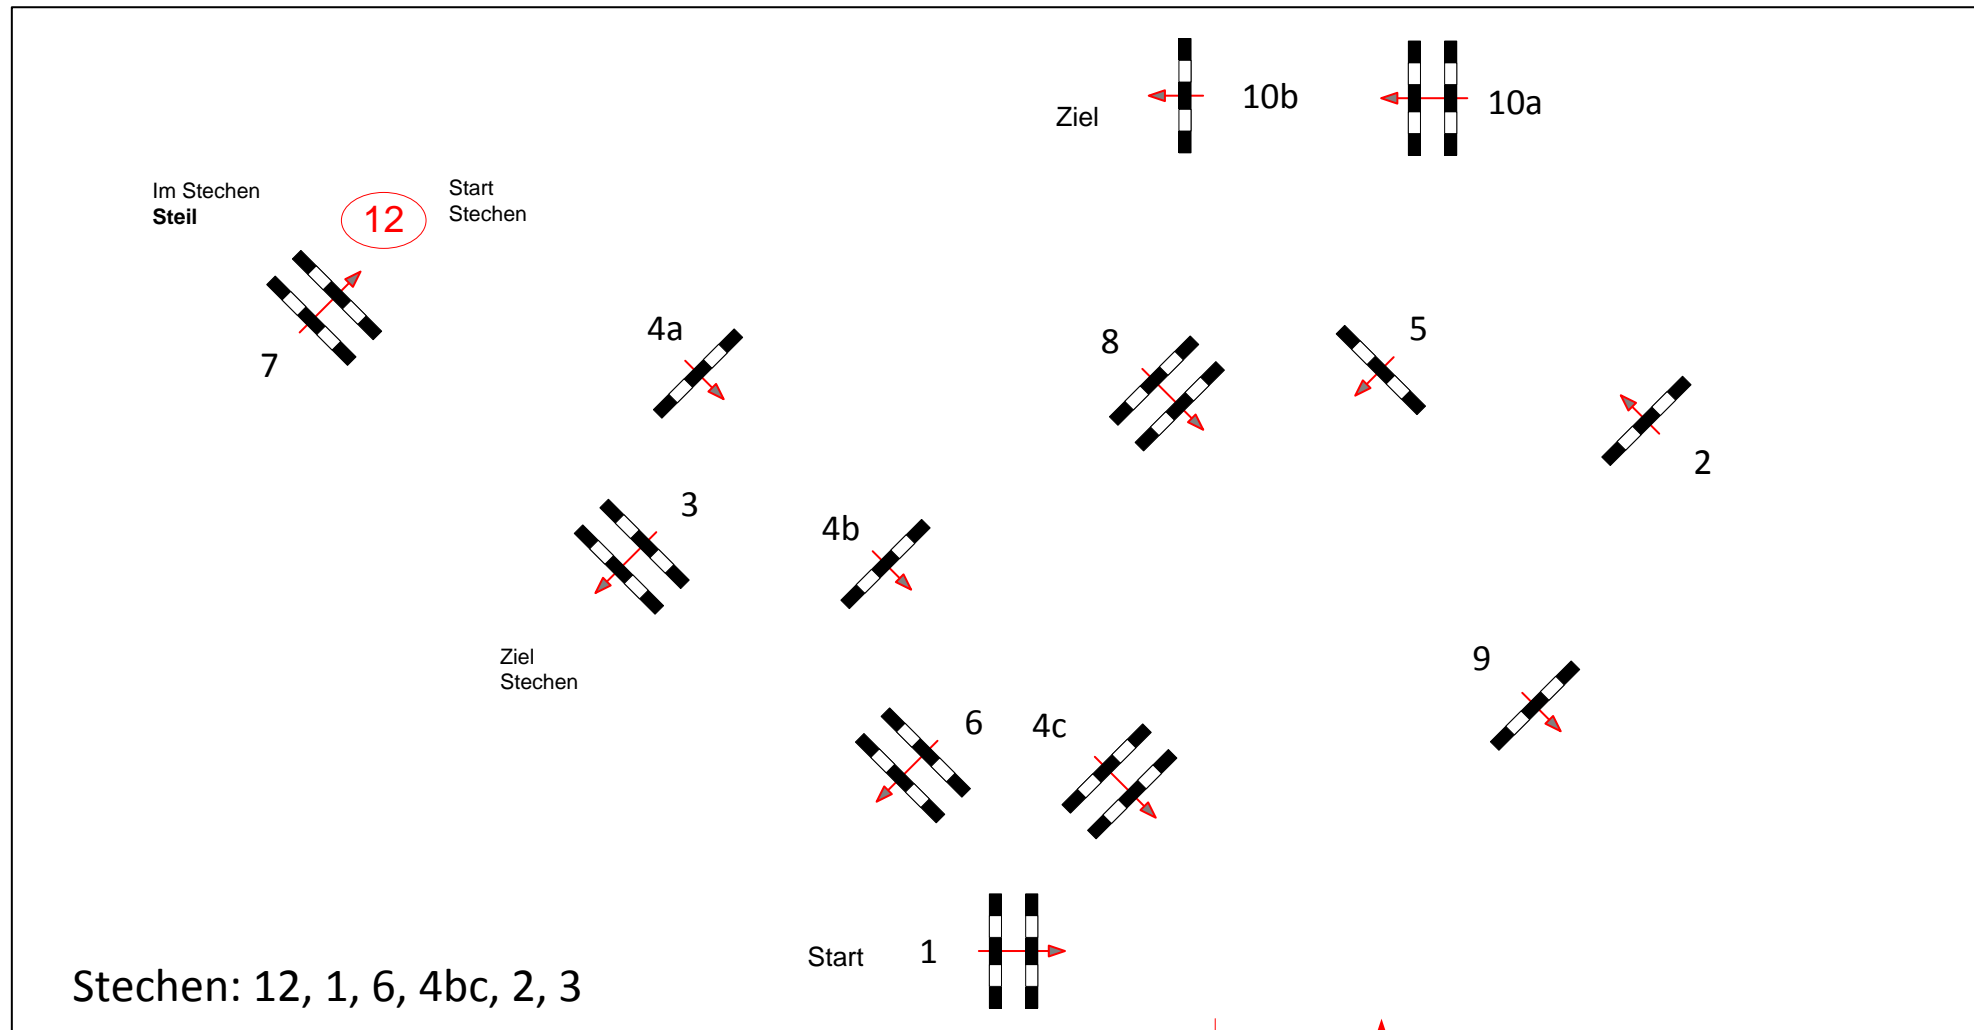 10b
10a
Ziel
Im Stechen
Steil
12
Start
Stechen
7
4a
8
5
2
3
4b
Ziel
Stechen
9
6
4c
Start
1
Stechen: 12, 1, 6, 4bc, 2, 3